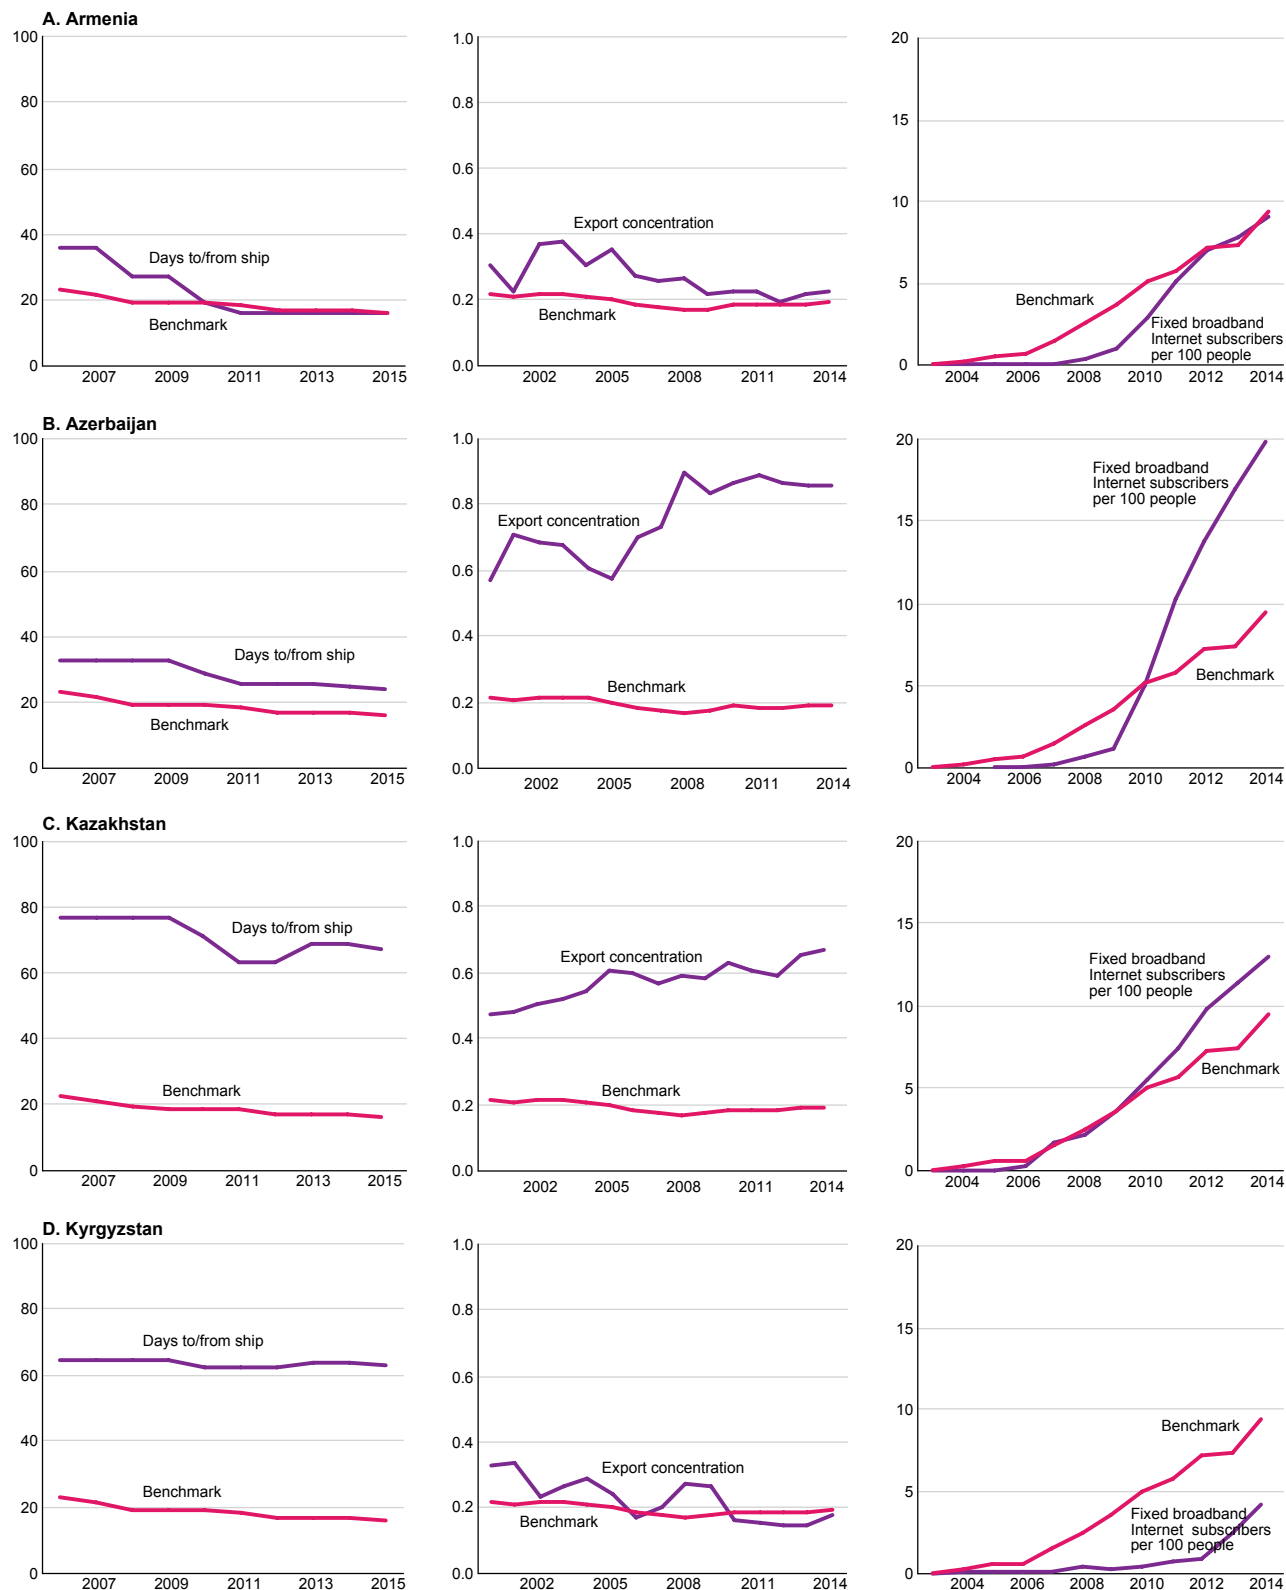 A. Armenia
100
80
60
40
20
0
Days to/from ship
Benchmark
2007 2009 2011 2013 2015
1.0
0.8
0.6
0.4
0.2
0.0
Export concentration
Benchmark
2002 2005 2008 2011 2014
20
15
10
5
0
Benchmark
Fixed broadband
Internet subscribers
per 100 people
2004 2006 2008 2010 2012 2014
B. Azerbaijan
100
80
60
40
20
0
Days to/from ship
Benchmark
2007 2009 2011 2013 2015
1.0
0.8
0.6
0.4
0.2
0.0
Export concentration
Benchmark
2002 2005 2008 2011 2014
20
15
10
5
0
Fixed broadband
Internet subscribers
per 100 people
Benchmark
2004 2006 2008 2010 2012 2014
C. Kazakhstan
100
80
60
40
20
0
Days to/from ship
Benchmark
2007 2009 2011 2013 2015
1.0
0.8
0.6
0.4
0.2
0.0
Export concentration
Benchmark
2002 2005 2008 2011 2014
20
15
10
5
0
Fixed broadband
Internet subscribers
per 100 people
Benchmark
2004 2006 2008 2010 2012 2014
D. Kyrgyzstan
100
80
60
40
20
0
Days to/from ship
Benchmark
2007 2009 2011 2013 2015
1.0
0.8
0.6
0.4
0.2
0.0
Export concentration
Benchmark
2002 2005 2008 2011 2014
20
15
10
5
0
Benchmark
Fixed broadband
Internet subscribers
per 100 people
2004 2006 2008 2010 2012 2014